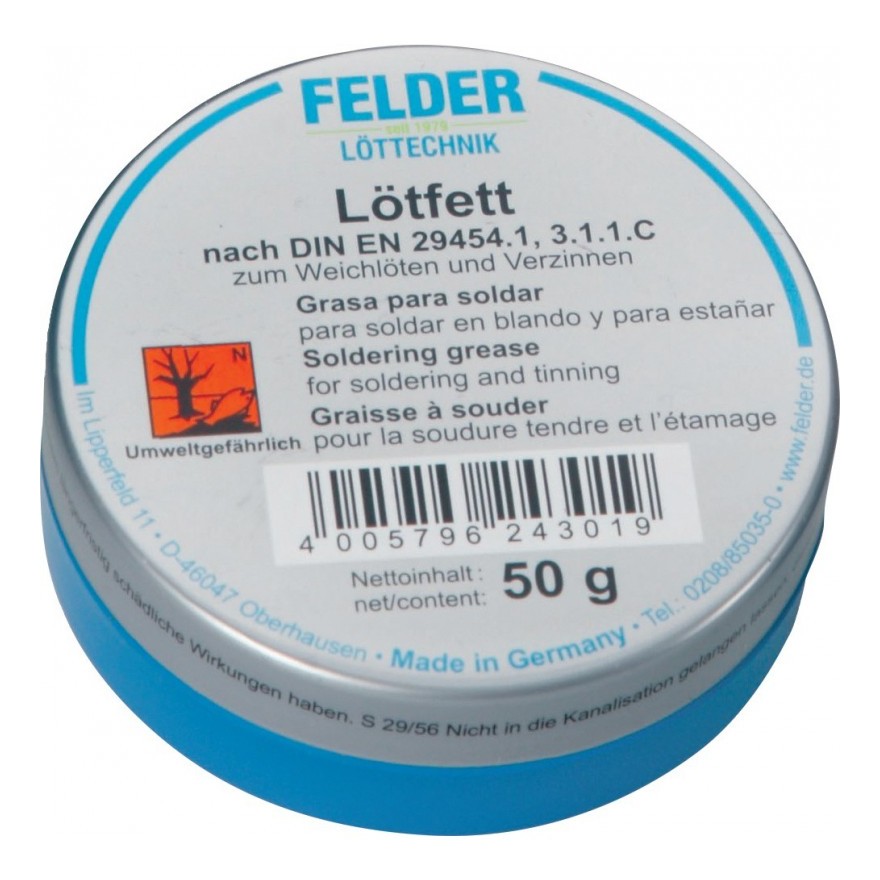 FELDER
seit 1979
LÖTTECHNIK
Lötfett
nach DIN EN 29454.1, 3.1.1.C
zum Weichlöten und Verzinnen
Grasa para soldar
para soldar en blando y para estañar
Soldering grease
for soldering and tinning
Graisse à souder
pour la soudure tendre et l'étamage
N
Umweltgefährlich
4 005796 243019
Nettoinhalt:
net/content: 50 g
Im Lipperfeld 11 • D-46047 Oberhausen • Made in Germany • Tel.: 0208/85035-0 • www.felder.de
schädliche Wirkungen haben. S 29/56 Nicht in die Kanalisation gelangen lassen